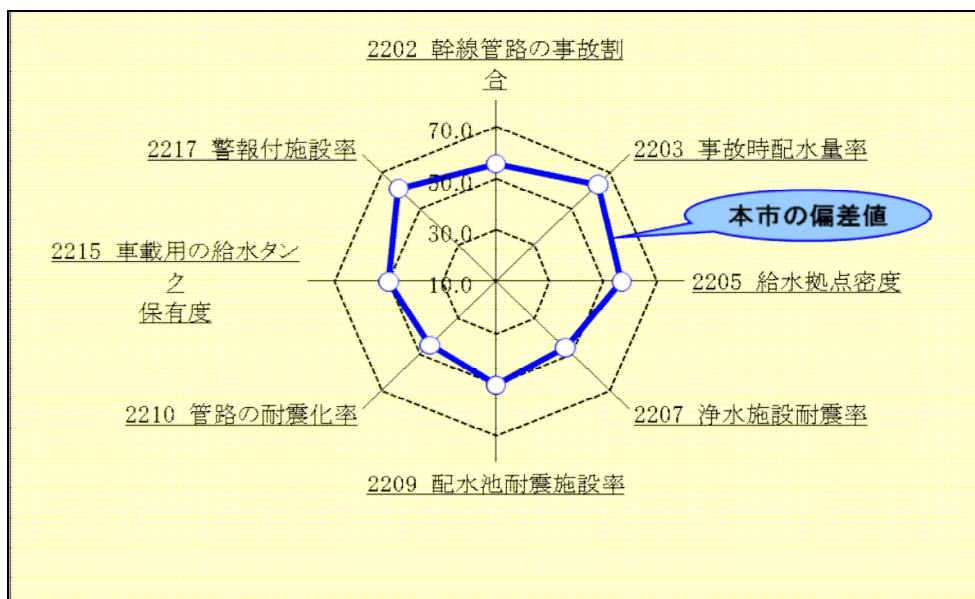 2202 幹線管路の事故割
合
70.0
2217 警報付施設率
2203 事故時配水量率
50.0
本市の偏差値
30.0
2215 車載用の給水タン
ク
保有度
10.0
2205 給水拠点密度
2210 管路の耐震化率
2207 浄水施設耐震率
2209 配水池耐震施設率